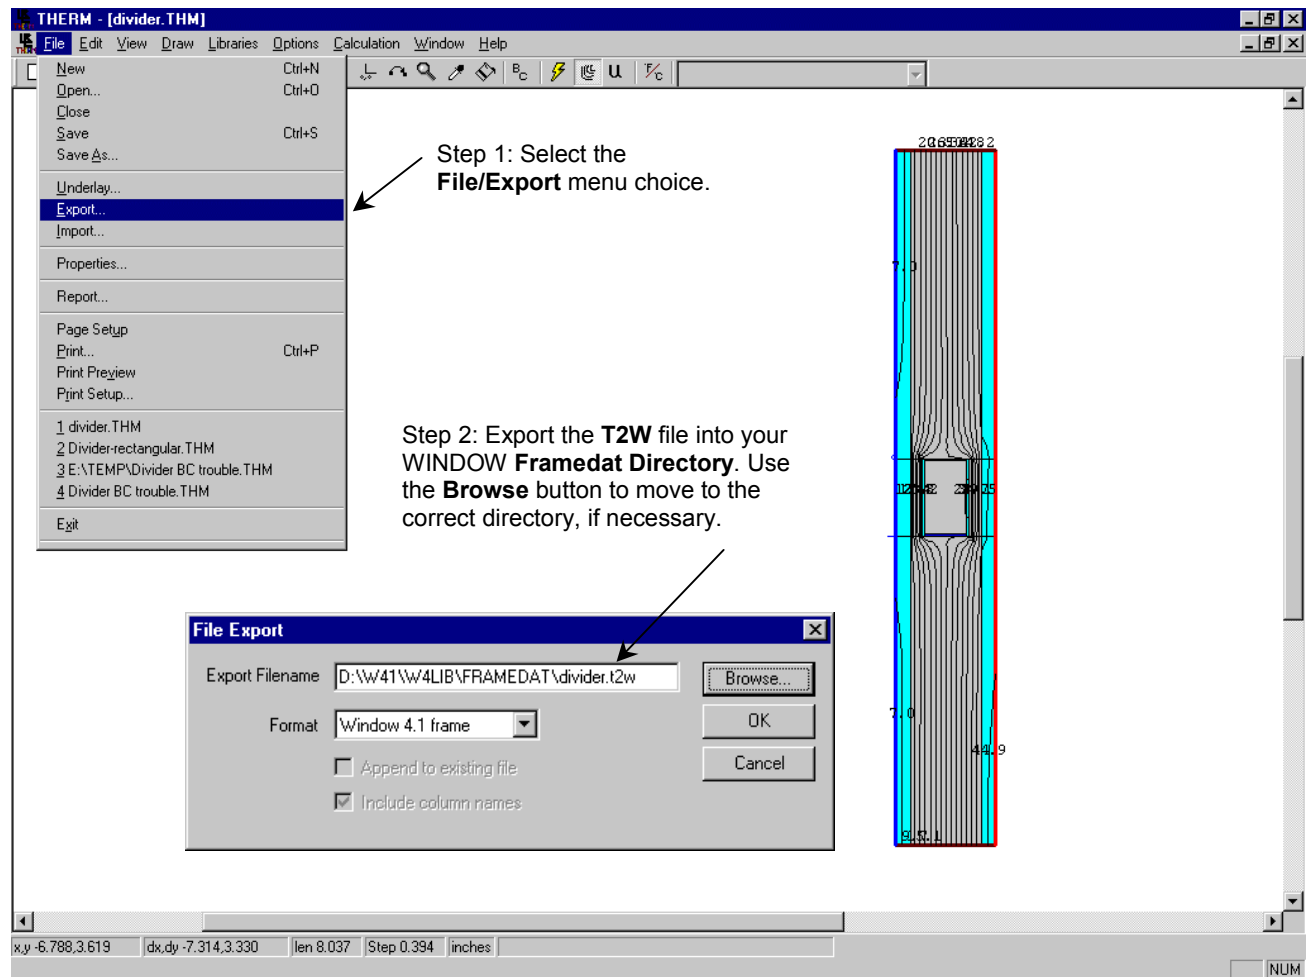 THERM - [divider.THM]
File Edit View Draw Libraries Options Calculation Window Help
New Ctrl+N
Open... Ctrl+O
Close
Save Ctrl+S
Save As...
Underlay...
Export...
Import...
Properties...
Report...
Page Setup
Print... Ctrl+P
Print Preview
Print Setup...
1 divider.THM
2 Divider-rectangular.THM
3 E:\TEMP\Divider BC trouble.THM
4 Divider BC trouble.THM
Exit
Step 1: Select the
File/Export menu choice.
Step 2: Export the T2W file into your
WINDOW Framedat Directory. Use
the Browse button to move to the
correct directory, if necessary.
File Export
Export Filename D:\W41\W4LIB\FRAMEDAT\divider.t2w Browse...
Format Window 4.1 frame OK
Append to existing file Cancel
Include column names
7.0
7.0
44.9
x,y -6.788,3.619 dx,dy -7.314,3.330 len 8.037 Step 0.394 inches
NUM